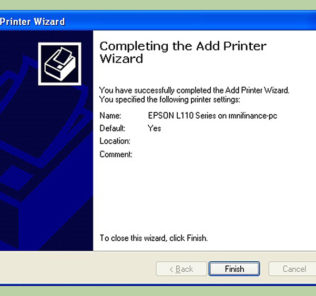 Printer Wizard
Completing the Add Printer
Wizard
You have successfully completed the Add Printer Wizard.
You specified the following printer settings:
Name: EPSON L110 Series on mnifinance-pc
Default: Yes
Location:
Comment:
To close this wizard, click Finish.
< Back Finish Cancel